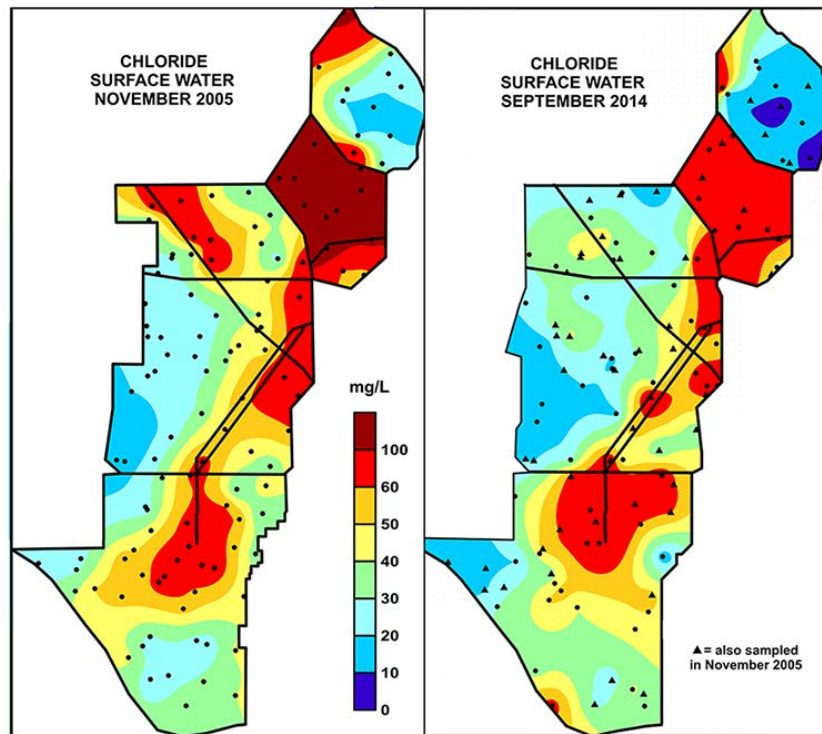 CHLORIDE
SURFACE WATER
NOVEMBER 2005
CHLORIDE
SURFACE WATER
SEPTEMBER 2014
mg/L
100
60
50
40
30
20
10
0
▲= also sampled
in November 2005